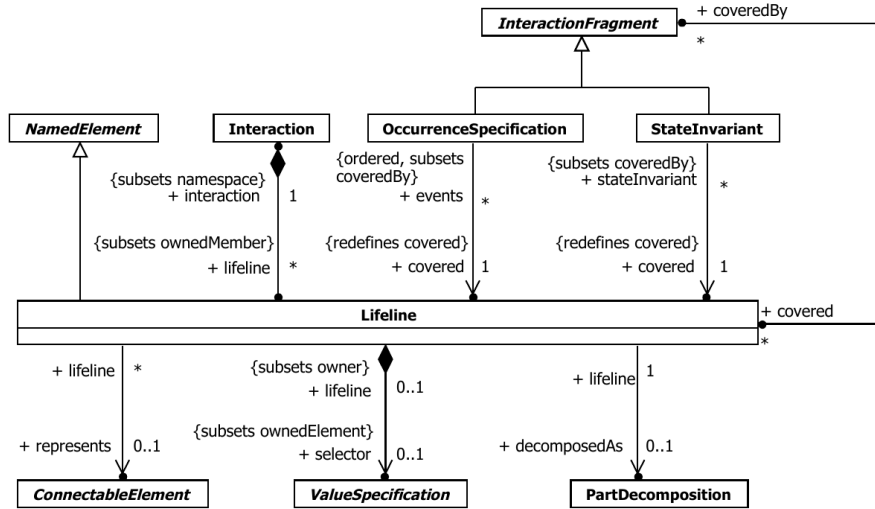 InteractionFragment
+ coveredBy
*
NamedElement
Interaction
OccurrenceSpecification
StateInvariant
{subsets namespace}
+ interaction
1
{ordered, subsets
coveredBy}
+ events
*
{subsets coveredBy}
+ stateInvariant
*
{subsets ownedMember}
+ lifeline
*
{redefines covered}
+ covered
1
{redefines covered}
+ covered
1
Lifeline
+ covered
*
+ lifeline
*
{subsets owner}
+ lifeline
0..1
+ lifeline
1
+ represents
0..1
{subsets ownedElement}
+ selector
0..1
+ decomposedAs
0..1
ConnectableElement
ValueSpecification
PartDecomposition